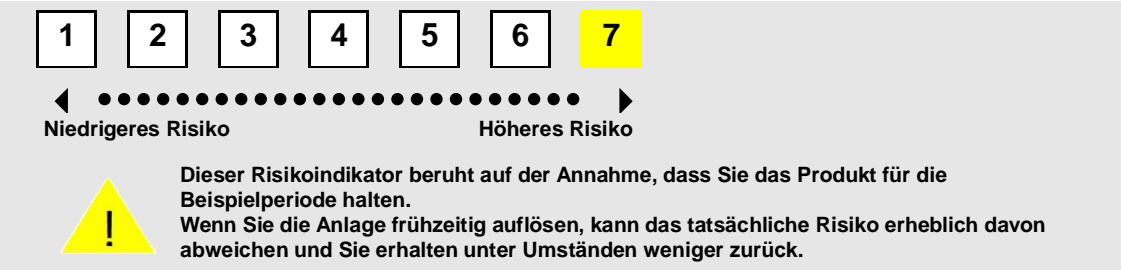 1 2 3 4 5 6 7
Niedrigeres Risiko Höheres Risiko
Dieser Risikoindikator beruht auf der Annahme, dass Sie das Produkt für die
Beispielperiode halten.
Wenn Sie die Anlage frühzeitig auflösen, kann das tatsächliche Risiko erheblich davon
abweichen und Sie erhalten unter Umständen weniger zurück.
!